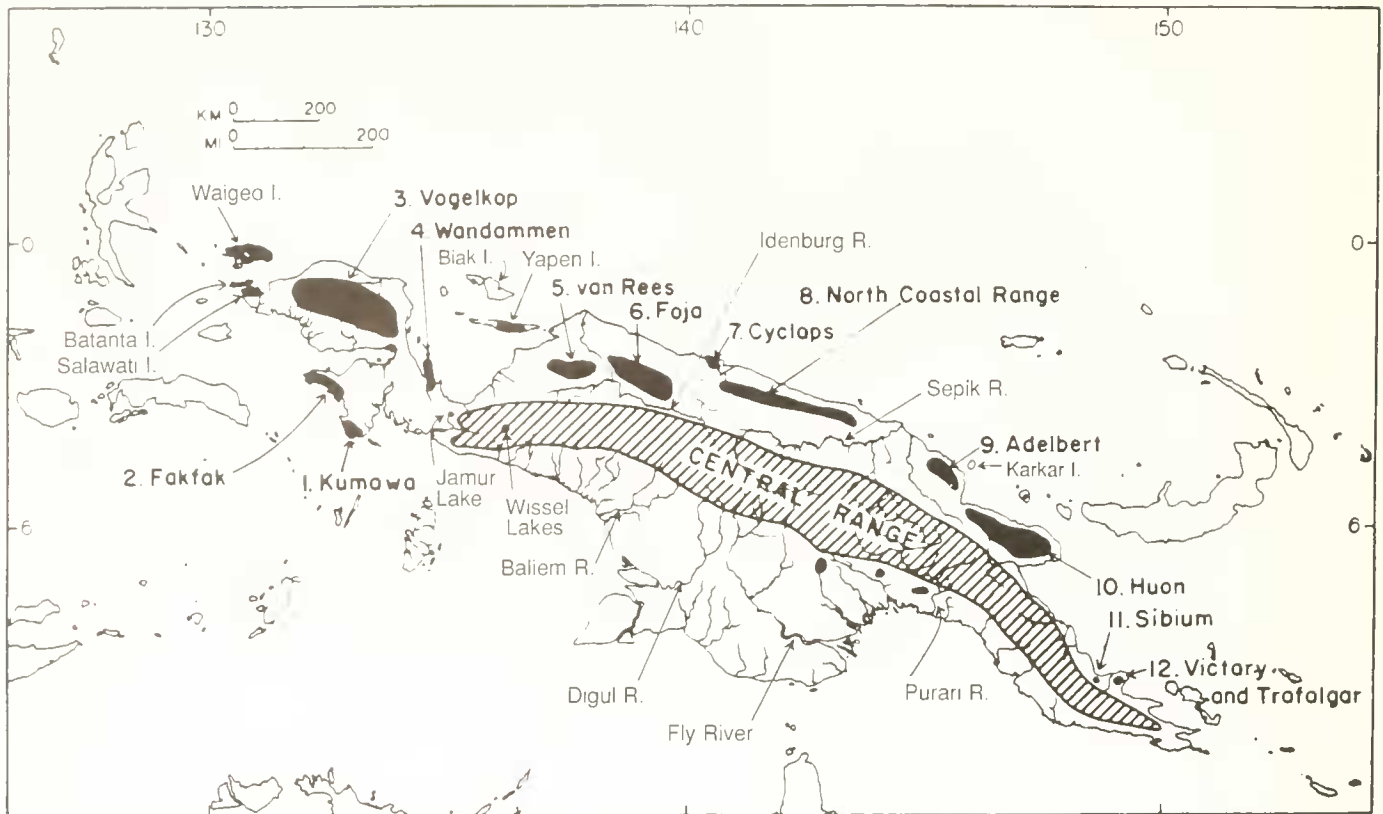 130
140
150
KM 0 200
MI 0 200
Waigeo I.
3. Vogelkop
4. Wandammen
Biak I.
Yapen I.
Idenburg R.
0
0
5. van Rees
8. North Coastal Range
6. Foja
7. Cyclops
Batanta I.
Salawati I.
Sepik R.
9. Adelbert
Karkar I.
2. Fakfak
1. Kumawa
Jamur
Lake
Wissel
Lakes
CENTRAL RANGE
6
6
Baliem R.
10. Huon
11. Sibium
12. Victory
and Trafalgar
Digul R.
Purari R.
Fly River